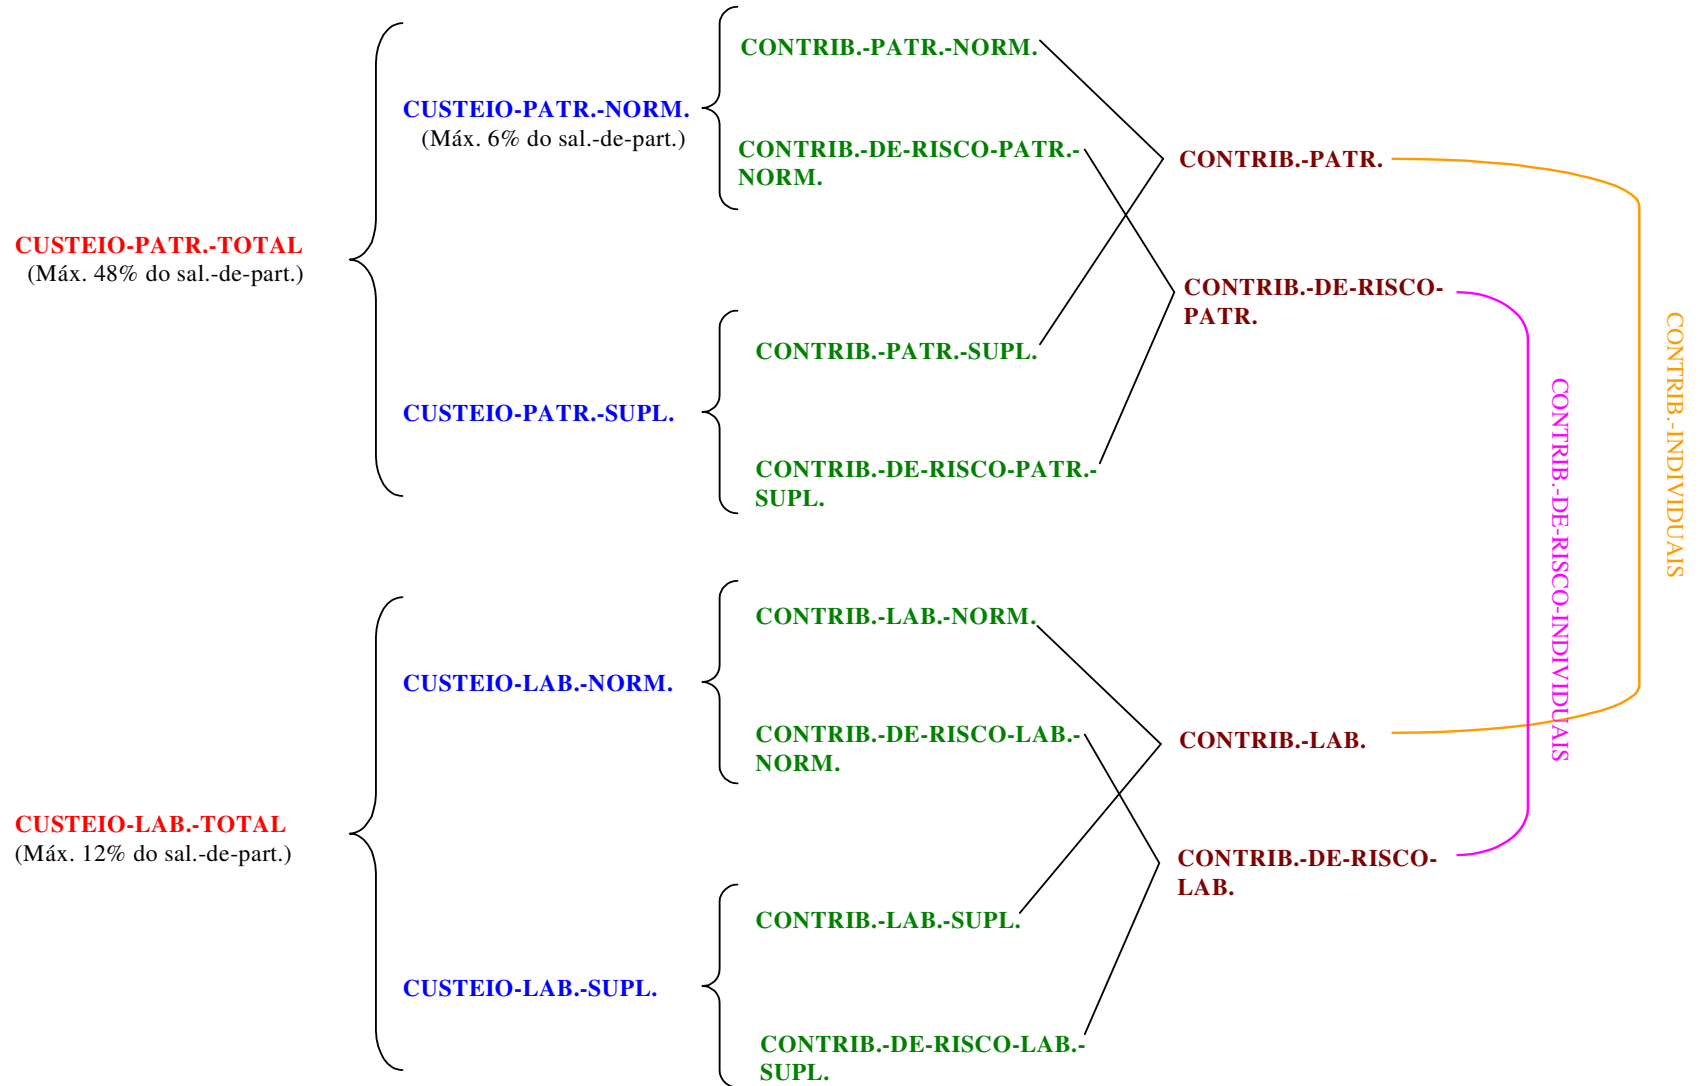 CONTRIB.-PATR.-NORM.
CUSTEIO-PATR.-NORM.
(Máx. 6% do sal.-de-part.)
CONTRIB.-DE-RISCO-PATR.-
NORM.
CONTRIB.-PATR.
CUSTEIO-PATR.-TOTAL
(Máx. 48% do sal.-de-part.)
CONTRIB.-DE-RISCO-
PATR.
CONTRIB.-PATR.-SUPL.
CUSTEIO-PATR.-SUPL.
CONTRIB.-DE-RISCO-PATR.-
SUPL.
CONTRIB.-INDIVIDUAIS
CONTRIB.-DE-RISCO-INDIVIDUAIS
CONTRIB.-LAB.-NORM.
CUSTEIO-LAB.-NORM.
CONTRIB.-DE-RISCO-LAB.-
NORM.
CONTRIB.-LAB.
CUSTEIO-LAB.-TOTAL
(Máx. 12% do sal.-de-part.)
CONTRIB.-DE-RISCO-
LAB.
CONTRIB.-LAB.-SUPL.
CUSTEIO-LAB.-SUPL.
CONTRIB.-DE-RISCO-LAB.-
SUPL.